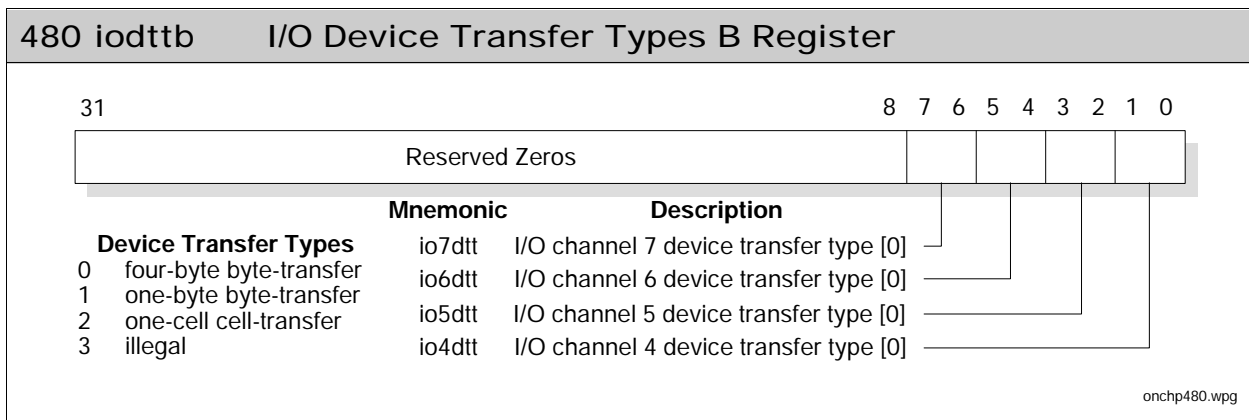 480 iodttb I/O Device Transfer Types B Register
31 8 7 6 5 4 3 2 1 0
Reserved Zeros
Mnemonic Description
Device Transfer Types
0 four-byte byte-transfer
1 one-byte byte-transfer
2 one-cell cell-transfer
3 illegal
io7dtt I/O channel 7 device transfer type [0]
io6dtt I/O channel 6 device transfer type [0]
io5dtt I/O channel 5 device transfer type [0]
io4dtt I/O channel 4 device transfer type [0]
onchp480.wpg